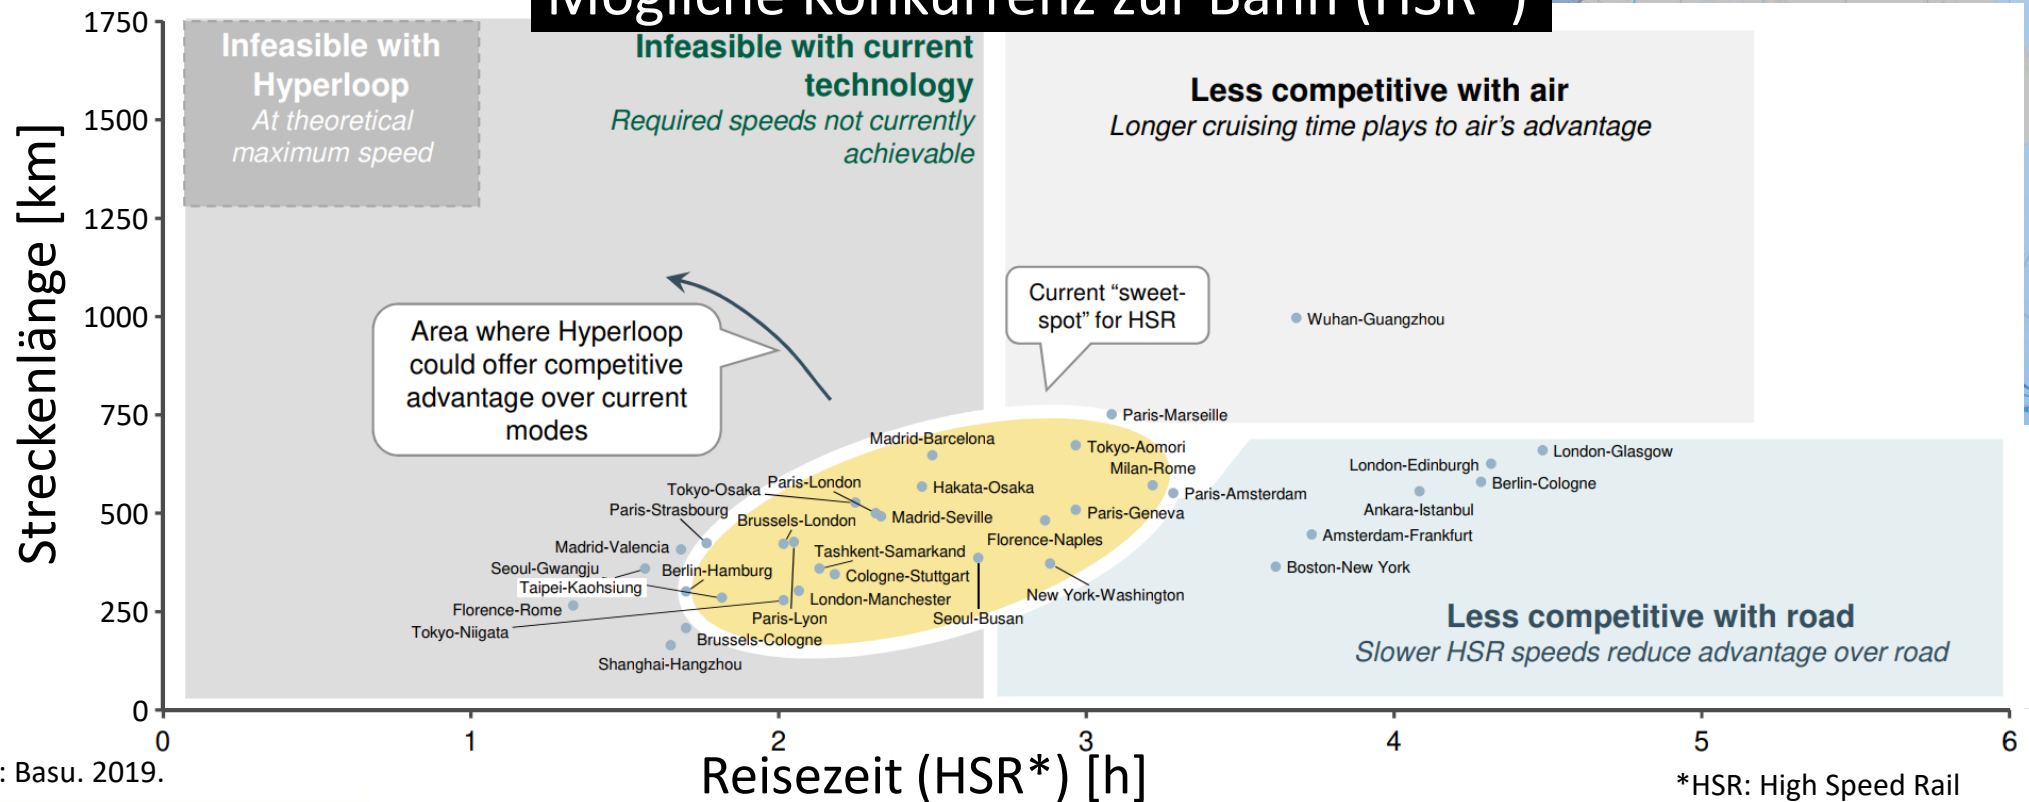 Mögliche Konkurrenz zur Bahn (HSR*)
Streckenlänge [km]
1750
1500
1250
1000
750
500
250
0
Infeasible with
Hyperloop
At theoretical
maximum speed
Infeasible with current
technology
Required speeds not currently
achievable
Less competitive with air
Longer cruising time plays to air’s advantage
Area where Hyperloop
could offer competitive
advantage over current
modes
Current “sweet-
spot” for HSR
Wuhan-Guangzhou
Paris-Marseille
Madrid-Barcelona
Tokyo-Aomori
Milan-Rome
London-Glasgow
London-Edinburgh
Berlin-Cologne
Paris-London
Tokyo-Osaka
Hakata-Osaka
Paris-Amsterdam
Paris-Strasbourg
Brussels-London
Madrid-Seville
Paris-Geneva
Ankara-Istanbul
Florence-Naples
Amsterdam-Frankfurt
Madrid-Valencia
Tashkent-Samarkand
Seoul-Gwangju
Berlin-Hamburg
Cologne-Stuttgart
Boston-New York
Taipei-Kaohsiung
London-Manchester
New York-Washington
Florence-Rome
Paris-Lyon
Seoul-Busan
Tokyo-Niigata
Brussels-Cologne
Shanghai-Hangzhou
Less competitive with road
Slower HSR speeds reduce advantage over road
0
1
2
3
4
5
6
: Basu. 2019.
Reisezeit (HSR*) [h]
*HSR: High Speed Rail